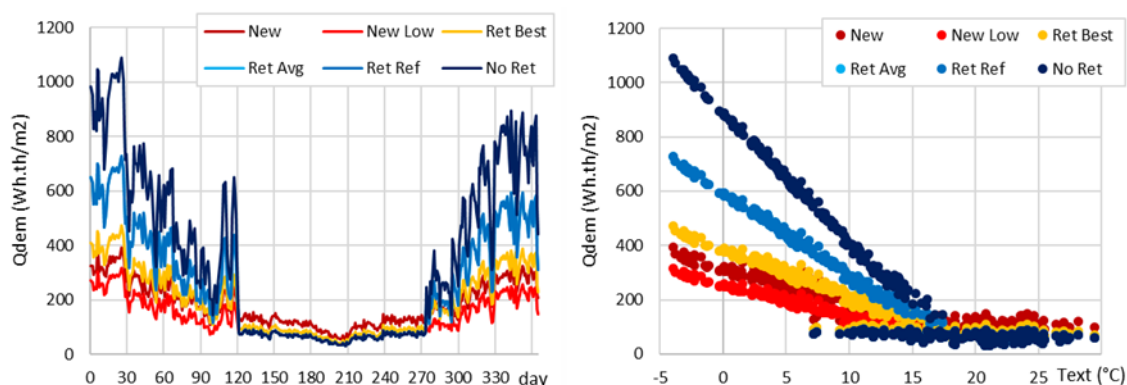 1200
1000
800
600
400
200
0
Qdem (Wh.th/m2)
New
New Low
Ret Best
Ret Avg
Ret Ref
No Ret
0 30 60 90 120 150 180 210 240 270 300 330 day
1200
1000
800
600
400
200
0
Qdem (Wh.th/m2)
New
New Low
Ret Best
Ret Avg
Ret Ref
No Ret
-5 0 5 10 15 20 25 Text (°C)